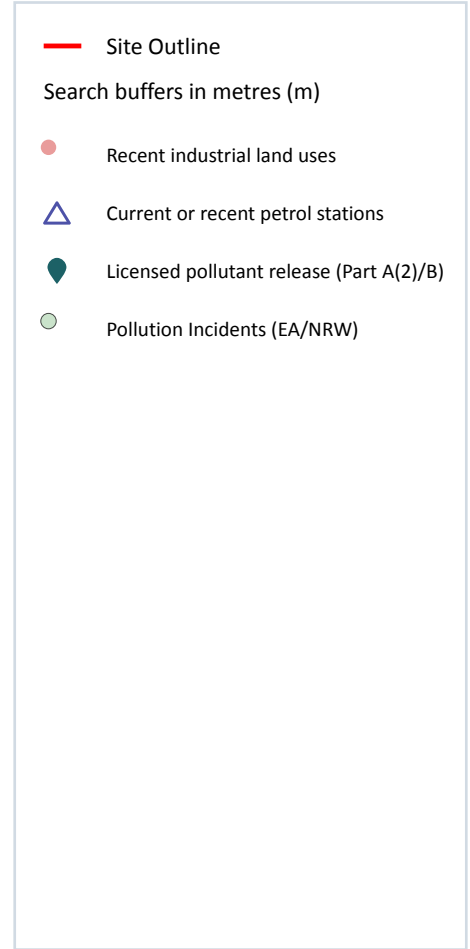 Site Outline
Search buffers in metres (m)
Recent industrial land uses
Current or recent petrol stations
Licensed pollutant release (Part A(2)/B)
Pollution Incidents (EA/NRW)